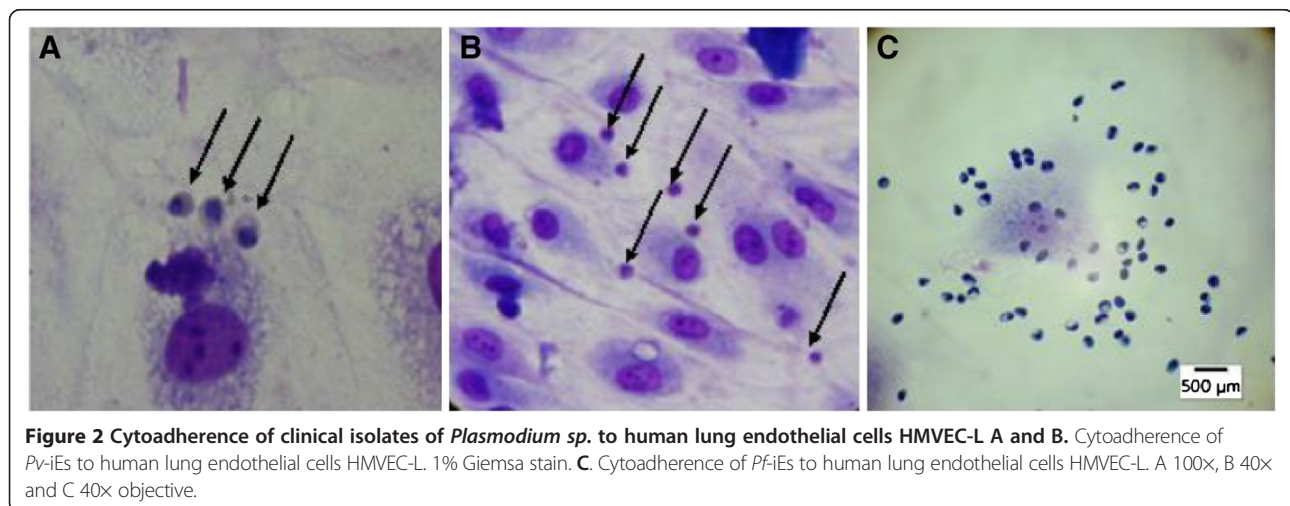 A
B
C
500 µm
Figure 2 Cytoadherence of clinical isolates of Plasmodium sp. to human lung endothelial cells HMVEC-L A and B. Cytoadherence of
Pv-iEs to human lung endothelial cells HMVEC-L. 1% Giemsa stain. C. Cytoadherence of Pf-iEs to human lung endothelial cells HMVEC-L. A 100×, B 40×
and C 40× objective.